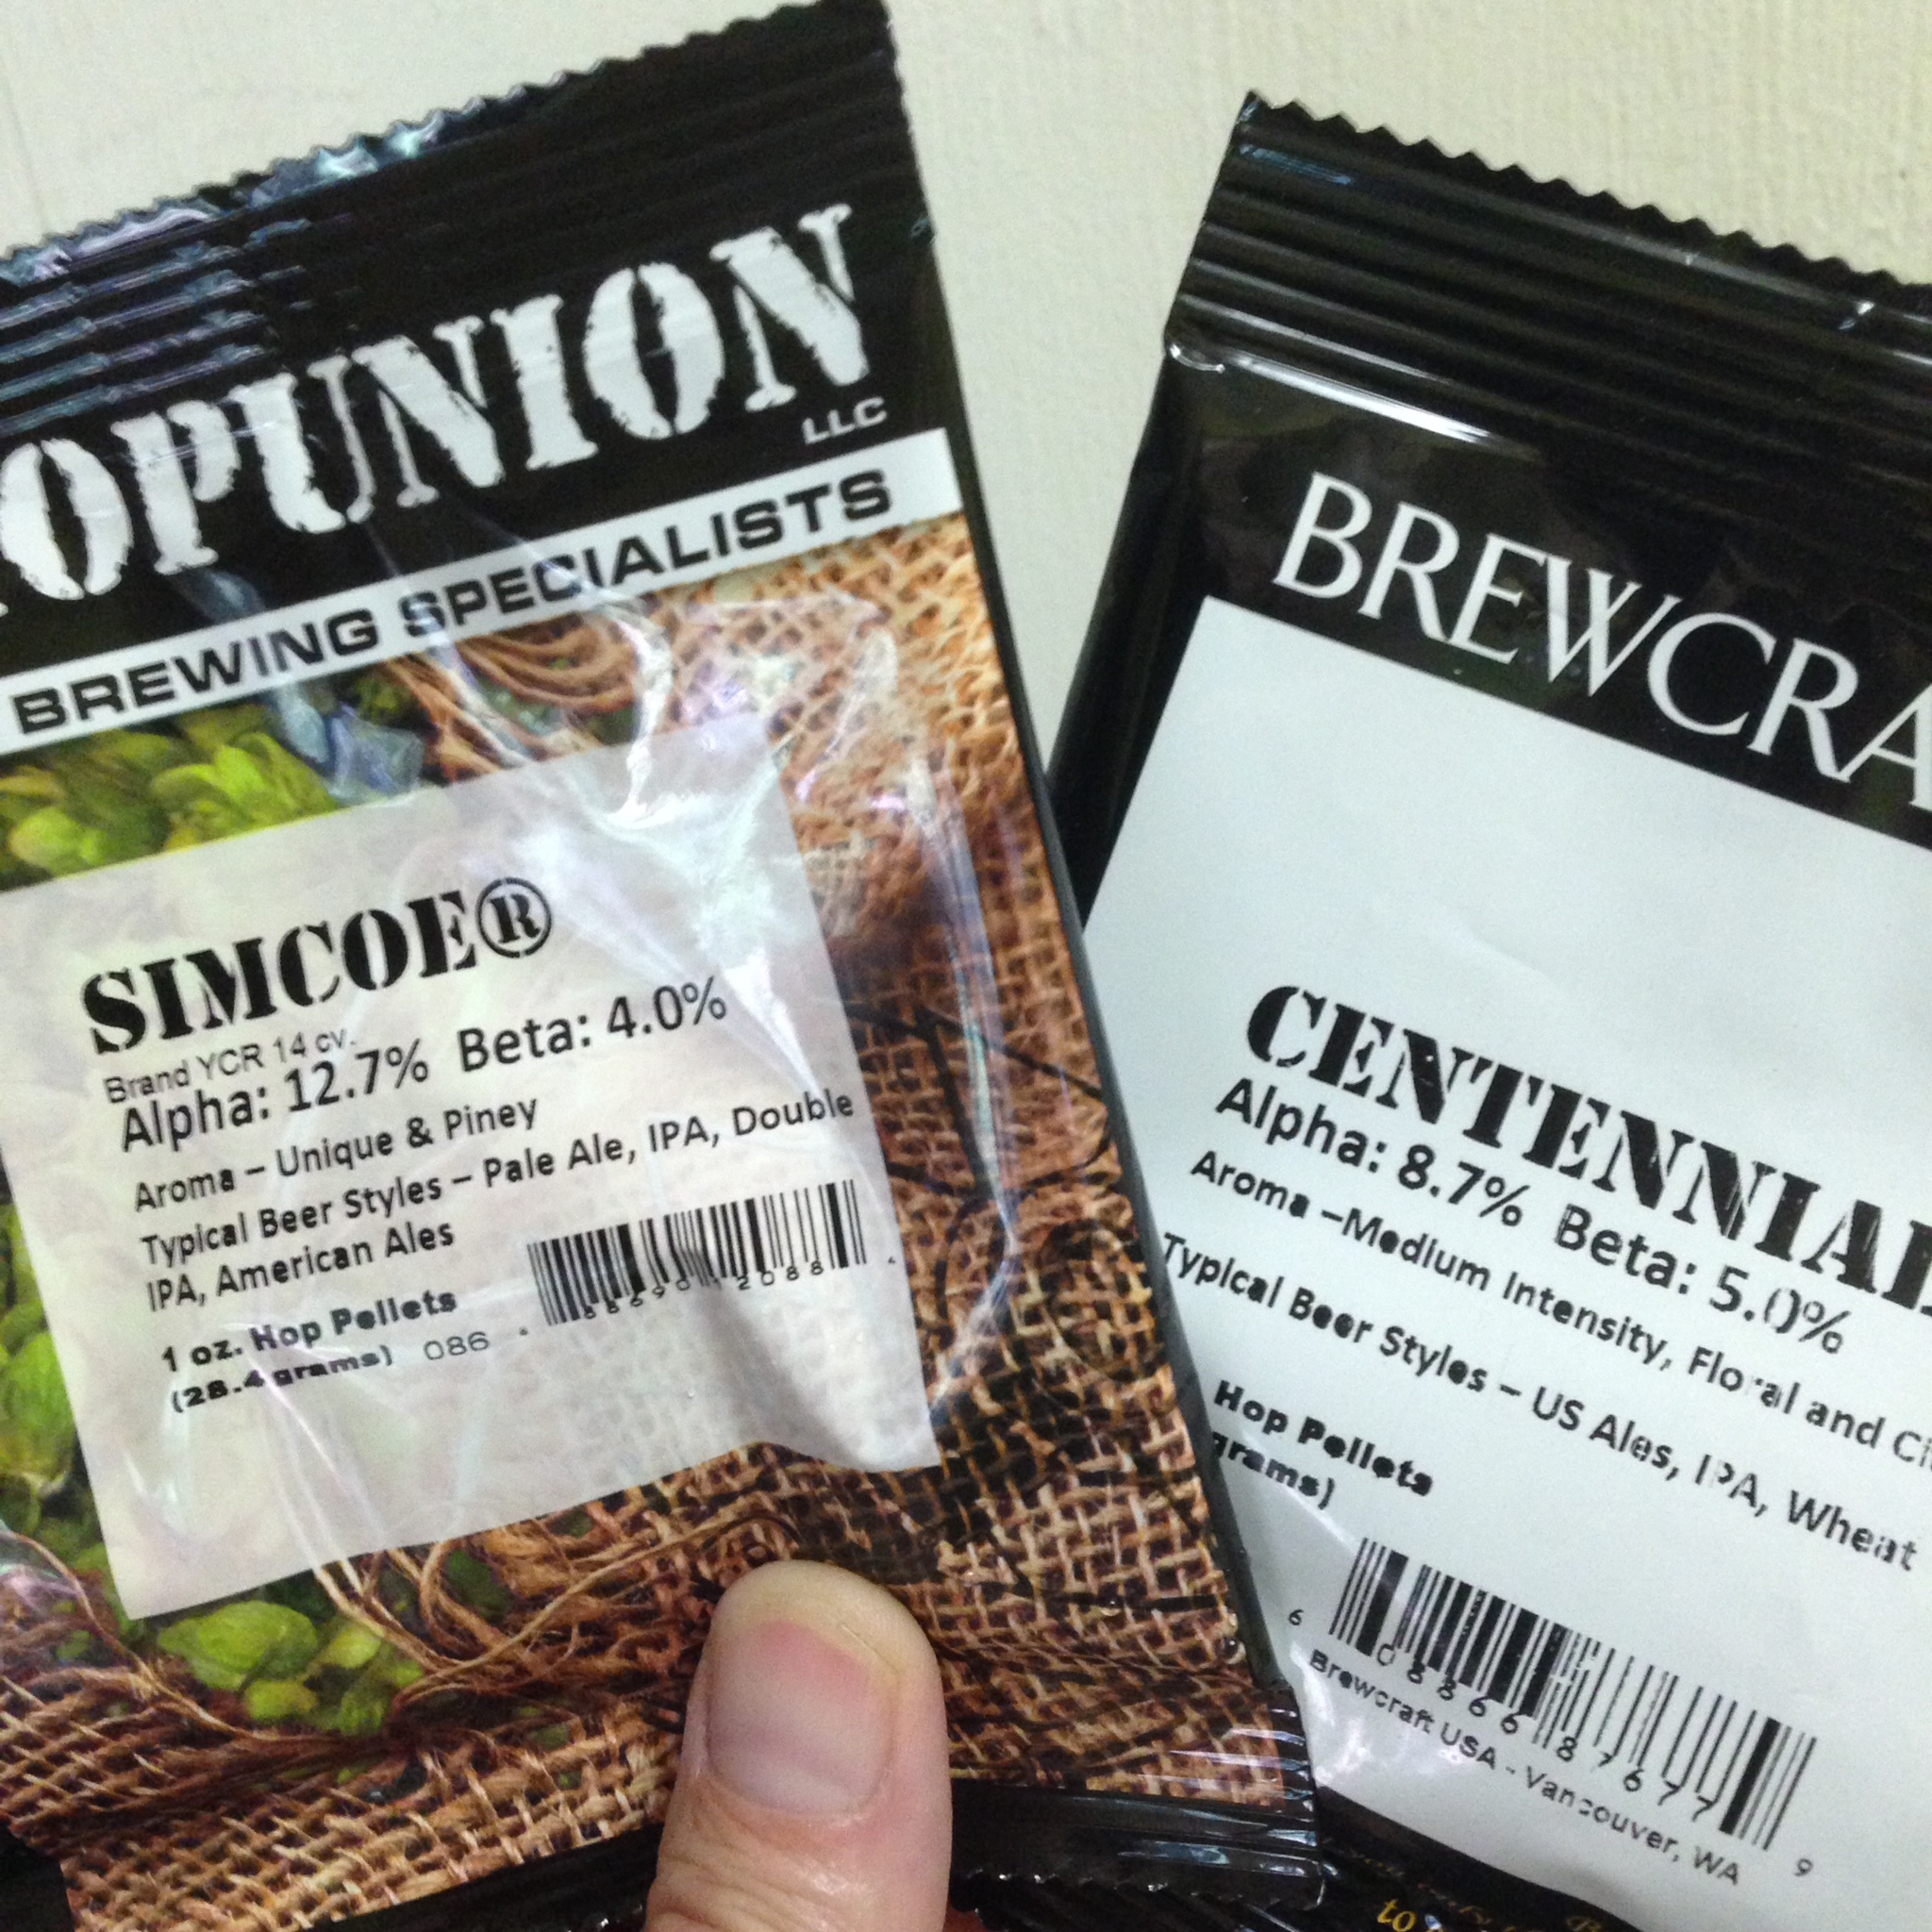 OPUNION
LLC
BREWING SPECIALISTS
SIMCOE®
Brand YCR 14 cv.
Alpha: 12.7% Beta: 4.0%
Aroma – Unique & Piney
Typical Beer Styles – Pale Ale, IPA, Double
IPA, American Ales
1 oz. Hop Pellets
(28.4 grams) 086
BREWCRA
CENTENNIAL
Alpha: 8.7% Beta: 5.0%
Aroma –Medium Intensity, Floral and Ci
Typical Beer Styles – US Ales, IPA, Wheat
Hop Pellets
grams)
6 08866 87677 9
Brewcraft USA - Vancouver, WA
to